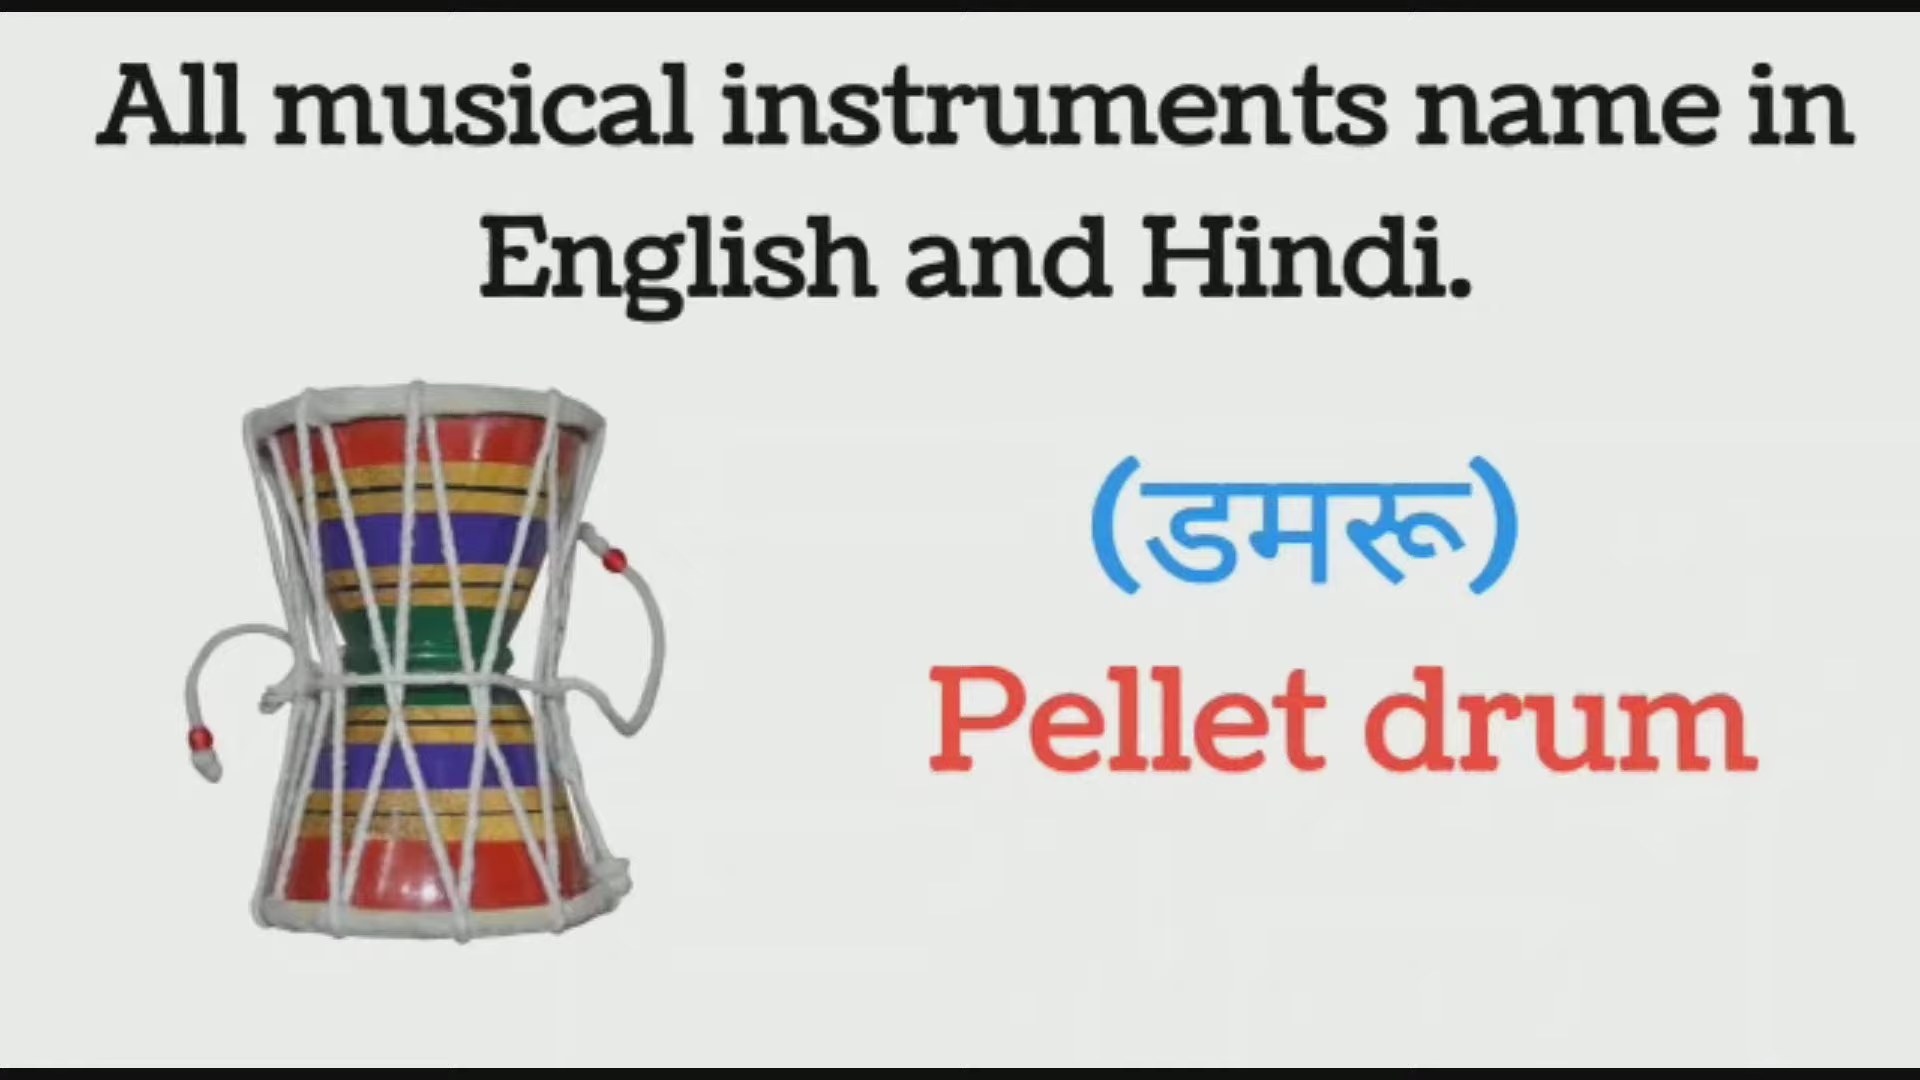 All musical instruments name in
English and Hindi.
(डमरू)
Pellet drum